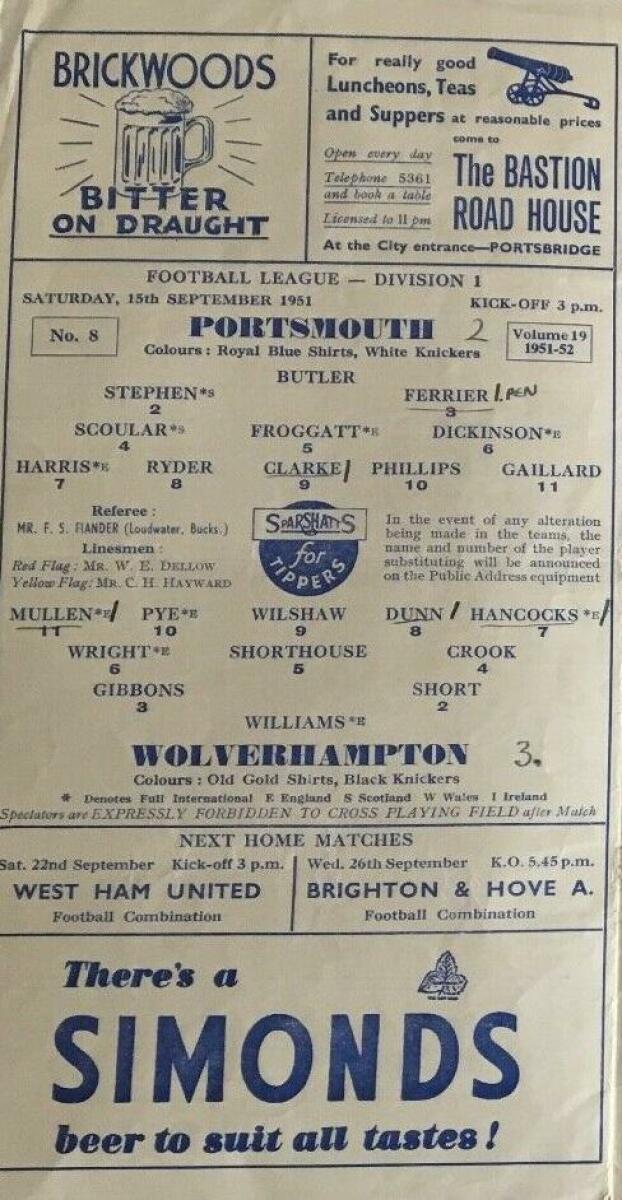 BRICKWOODS
BITTER
ON DRAUGHT
For really good
Luncheons, Teas
and Suppers at reasonable prices
come to
Open every day
Telephone 5361
and book a table
Licensed to 11 pm
The BASTION
ROAD HOUSE
At the City entrance—PORTSBRIDGE
FOOTBALL LEAGUE — DIVISION 1
SATURDAY, 15th SEPTEMBER 1951 KICK-OFF 3 p.m.
No. 8
PORTSMOUTH 2
Colours : Royal Blue Shirts, White Knickers
Volume 19
1951-52
BUTLER
STEPHEN*S FERRIER 1. PEN
2 3
SCOULAR*S FROGGATT*E DICKINSON*E
4 5 6
HARRIS*E RYDER CLARKE / PHILLIPS GAILLARD
7 8 9 10 11
Referee :
MR. F. S. FIANDER (Loudwater, Bucks.)
Linesmen :
Red Flag : MR. W. E. DELLOW
Yellow Flag : MR. C. H. HAYWARD
SPARSHATTS
for
TIPPERS
In the event of any alteration
being made in the teams, the
name and number of the player
substituting will be announced
on the Public Address equipment
MULLEN*E / PYE*E WILSHAW DUNN / HANCOCKS *E /
11 10 9 8 7
WRIGHT*E SHORTHOUSE CROOK
6 5 4
GIBBONS SHORT
3 2
WILLIAMS*E
WOLVERHAMPTON 3.
Colours : Old Gold Shirts, Black Knickers
* Denotes Full International E England S Scotland W Wales I Ireland
Spectators are EXPRESSLY FORBIDDEN TO CROSS PLAYING FIELD after Match
NEXT HOME MATCHES
Sat. 22nd September Kick-off 3 p.m.
WEST HAM UNITED
Football Combination
Wed. 26th September K.O. 5.45 p.m.
BRIGHTON & HOVE A.
Football Combination
There's a
SIMONDS
beer to suit all tastes !